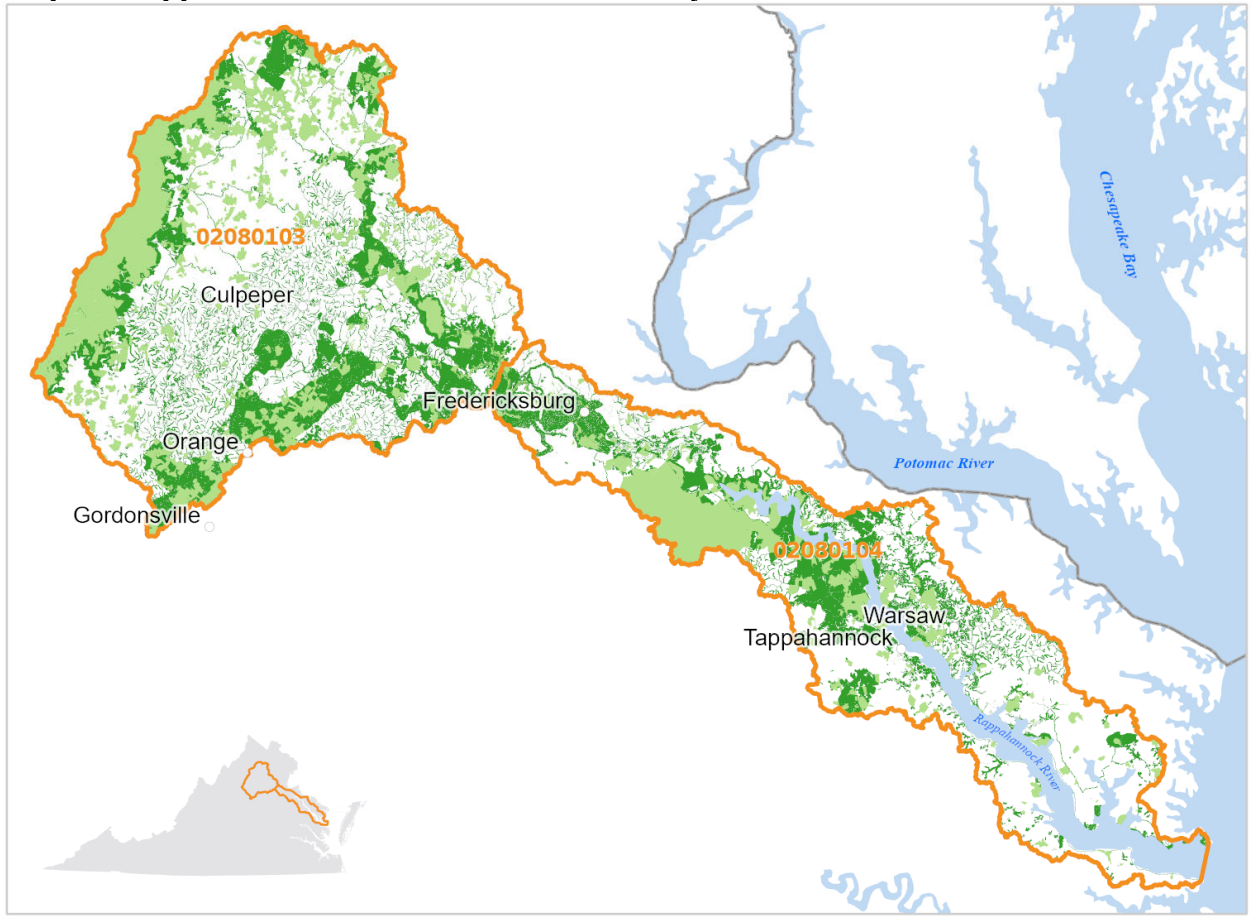 Chesapeake Bay
02080103
Culpeper
Fredericksburg
Orange
Potomac River
Gordonsville
02080104
Warsaw
Tappahannock
Rappahannock River